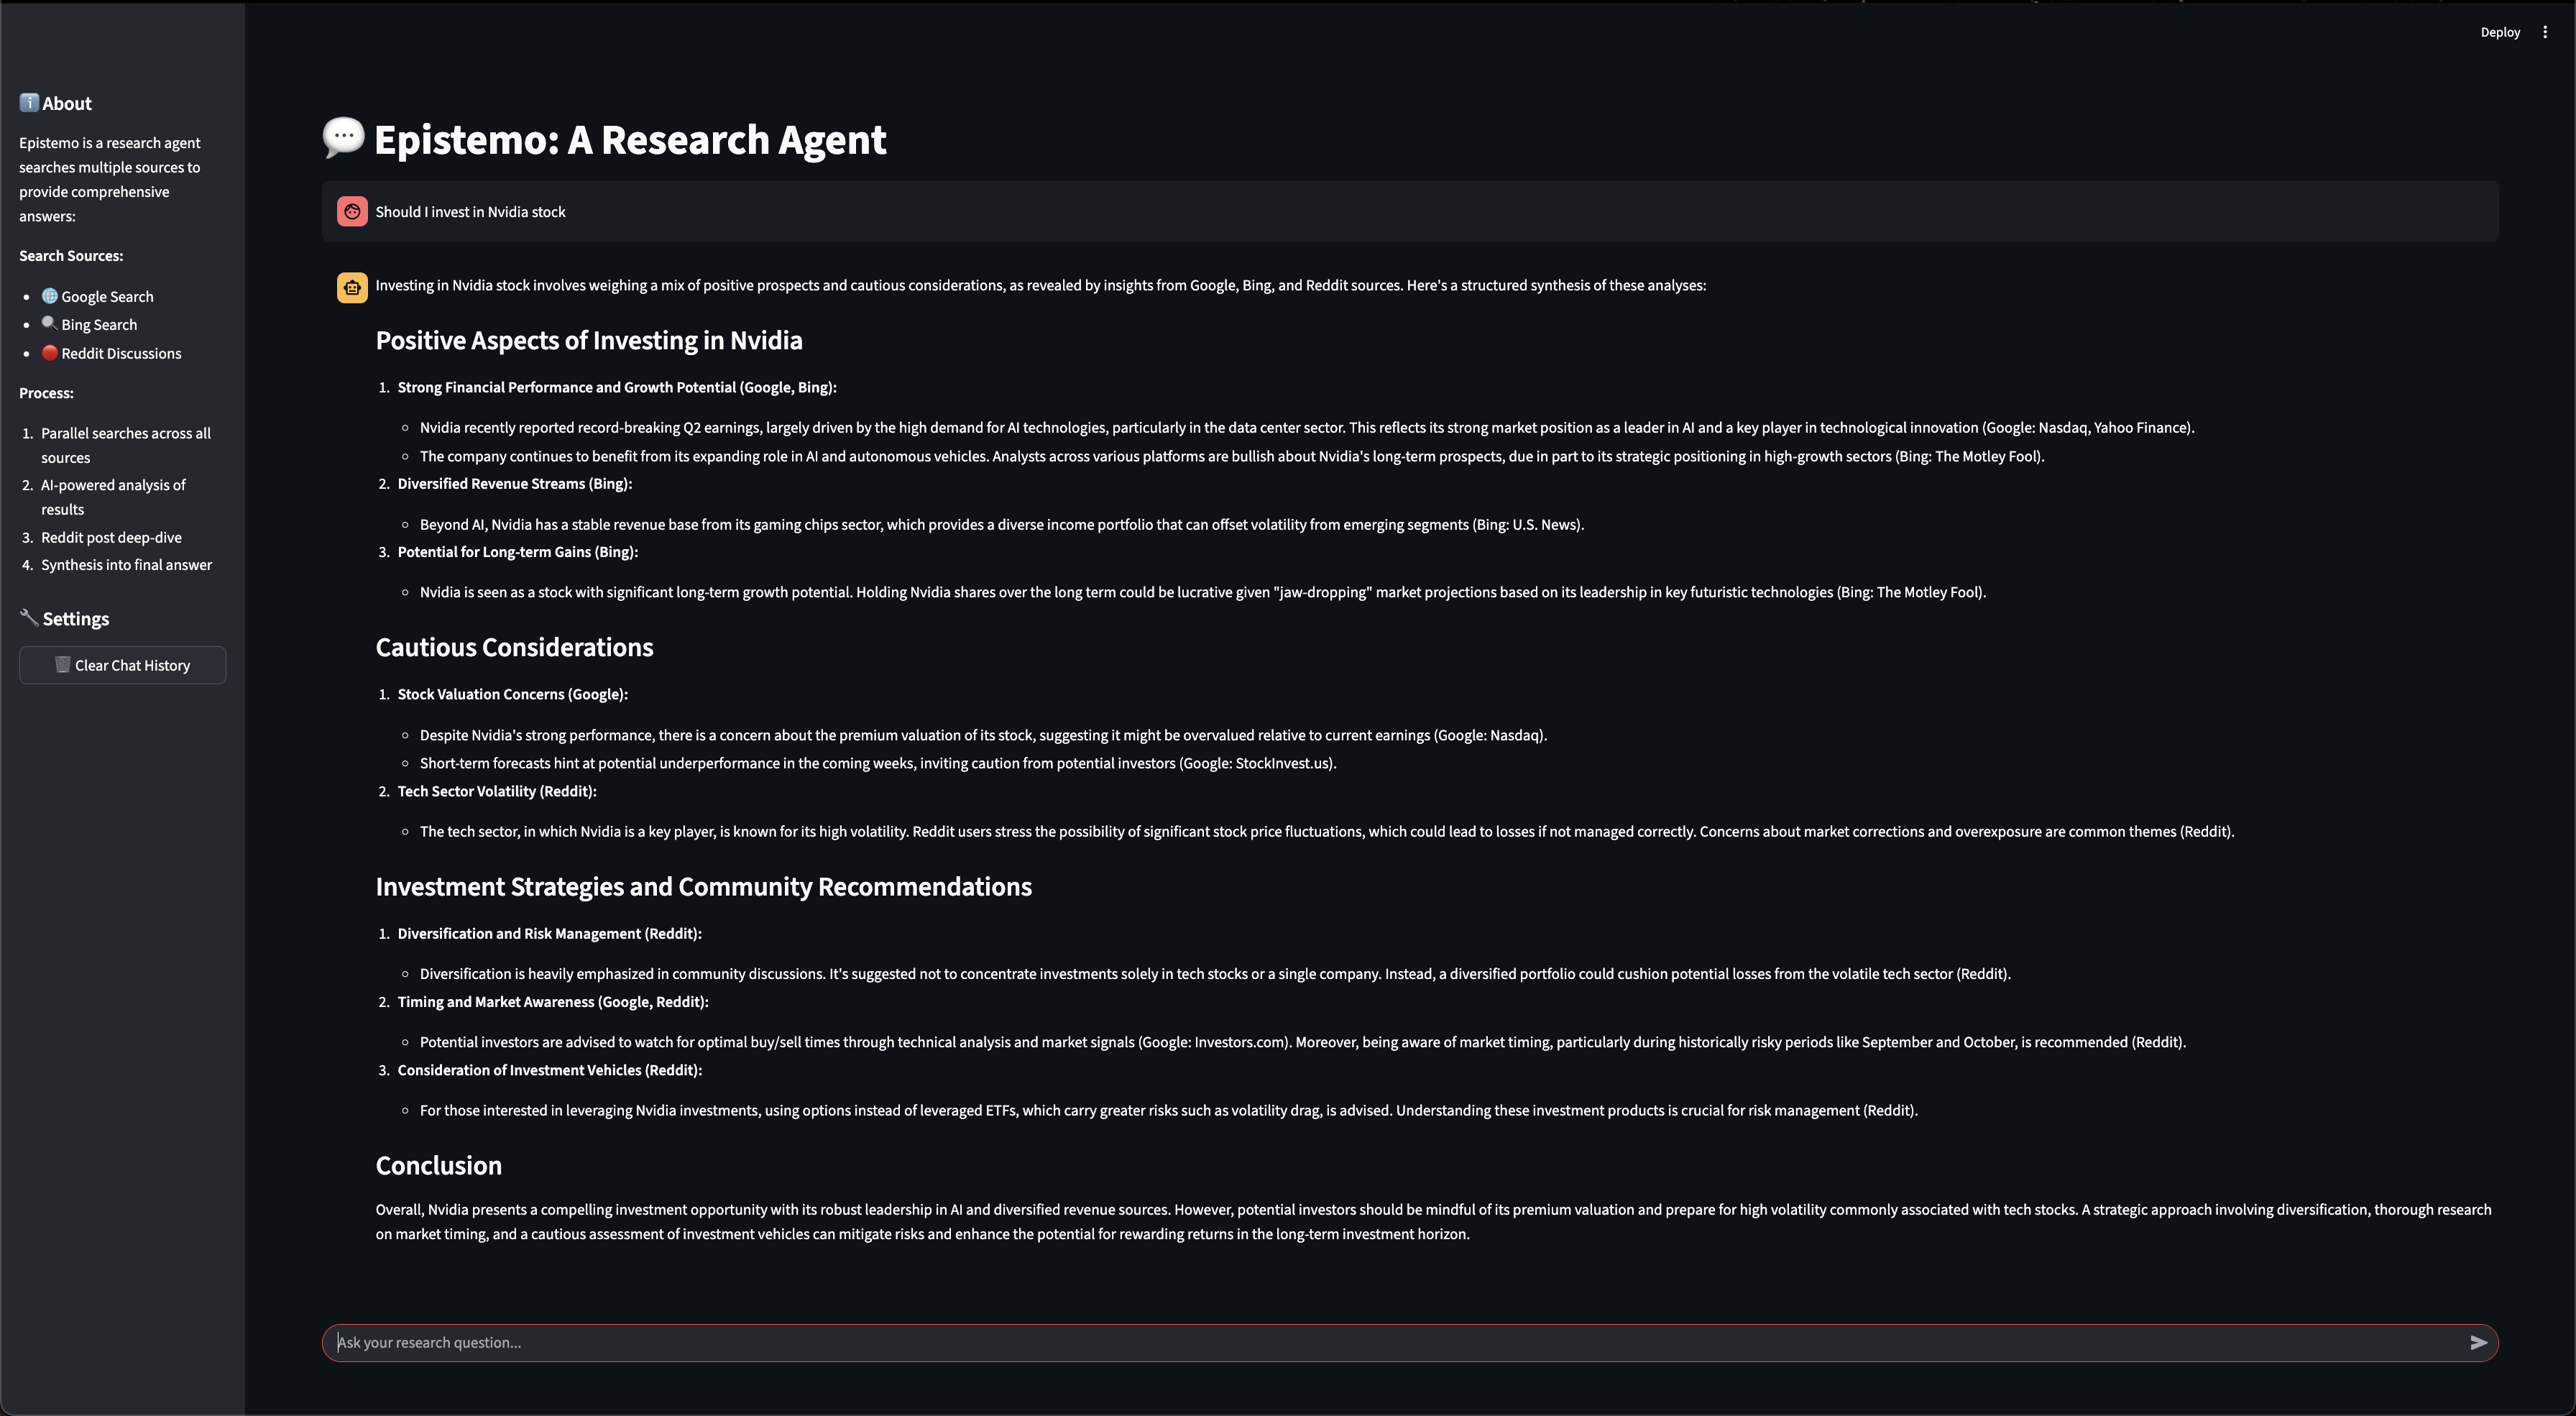 Deploy
ℹ️ About
Epistemo is a research agent
searches multiple sources to
provide comprehensive
answers:
Search Sources:
• 🌐 Google Search
• 🔍 Bing Search
• 🔴 Reddit Discussions
Process:
1. Parallel searches across all
sources
2. AI-powered analysis of
results
3. Reddit post deep-dive
4. Synthesis into final answer
🔧 Settings
🗑️ Clear Chat History
💬 Epistemo: A Research Agent
Should I invest in Nvidia stock
Investing in Nvidia stock involves weighing a mix of positive prospects and cautious considerations, as revealed by insights from Google, Bing, and Reddit sources. Here's a structured synthesis of these analyses:
Positive Aspects of Investing in Nvidia
1. Strong Financial Performance and Growth Potential (Google, Bing):
◦ Nvidia recently reported record-breaking Q2 earnings, largely driven by the high demand for AI technologies, particularly in the data center sector. This reflects its strong market position as a leader in AI and a key player in technological innovation (Google: Nasdaq, Yahoo Finance).
◦ The company continues to benefit from its expanding role in AI and autonomous vehicles. Analysts across various platforms are bullish about Nvidia's long-term prospects, due in part to its strategic positioning in high-growth sectors (Bing: The Motley Fool).
2. Diversified Revenue Streams (Bing):
◦ Beyond AI, Nvidia has a stable revenue base from its gaming chips sector, which provides a diverse income portfolio that can offset volatility from emerging segments (Bing: U.S. News).
3. Potential for Long-term Gains (Bing):
◦ Nvidia is seen as a stock with significant long-term growth potential. Holding Nvidia shares over the long term could be lucrative given "jaw-dropping" market projections based on its leadership in key futuristic technologies (Bing: The Motley Fool).
Cautious Considerations
1. Stock Valuation Concerns (Google):
◦ Despite Nvidia's strong performance, there is a concern about the premium valuation of its stock, suggesting it might be overvalued relative to current earnings (Google: Nasdaq).
◦ Short-term forecasts hint at potential underperformance in the coming weeks, inviting caution from potential investors (Google: StockInvest.us).
2. Tech Sector Volatility (Reddit):
◦ The tech sector, in which Nvidia is a key player, is known for its high volatility. Reddit users stress the possibility of significant stock price fluctuations, which could lead to losses if not managed correctly. Concerns about market corrections and overexposure are common themes (Reddit).
Investment Strategies and Community Recommendations
1. Diversification and Risk Management (Reddit):
◦ Diversification is heavily emphasized in community discussions. It's suggested not to concentrate investments solely in tech stocks or a single company. Instead, a diversified portfolio could cushion potential losses from the volatile tech sector (Reddit).
2. Timing and Market Awareness (Google, Reddit):
◦ Potential investors are advised to watch for optimal buy/sell times through technical analysis and market signals (Google: Investors.com). Moreover, being aware of market timing, particularly during historically risky periods like September and October, is recommended (Reddit).
3. Consideration of Investment Vehicles (Reddit):
◦ For those interested in leveraging Nvidia investments, using options instead of leveraged ETFs, which carry greater risks such as volatility drag, is advised. Understanding these investment products is crucial for risk management (Reddit).
Conclusion
Overall, Nvidia presents a compelling investment opportunity with its robust leadership in AI and diversified revenue sources. However, potential investors should be mindful of its premium valuation and prepare for high volatility commonly associated with tech stocks. A strategic approach involving diversification, thorough research
on market timing, and a cautious assessment of investment vehicles can mitigate risks and enhance the potential for rewarding returns in the long-term investment horizon.
Ask your research question...